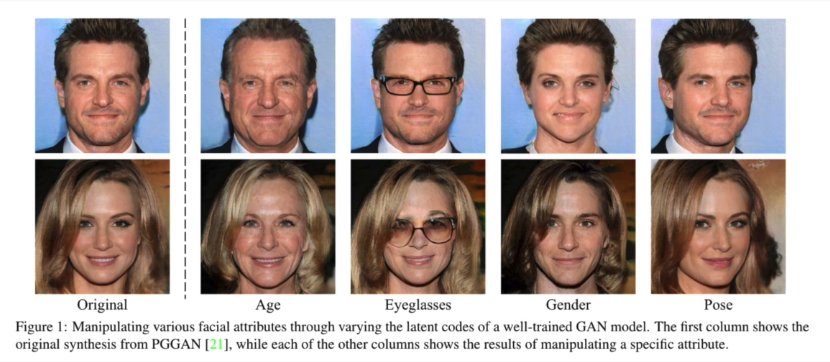 Original Age Eyeglasses Gender Pose
Figure 1: Manipulating various facial attributes through varying the latent codes of a well-trained GAN model. The first column shows the
original synthesis from PGGAN [21], while each of the other columns shows the results of manipulating a specific attribute.